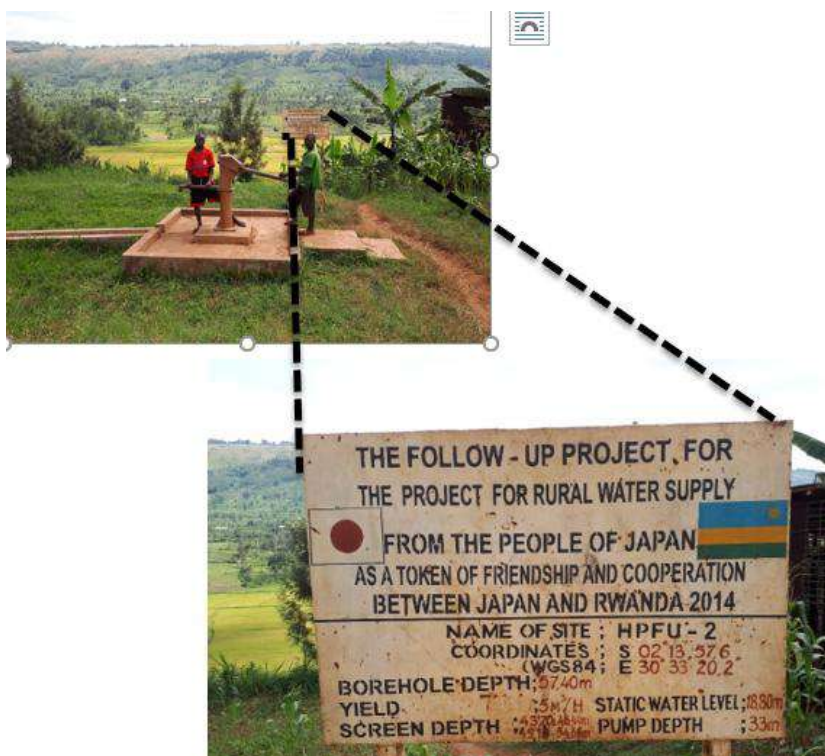 THE FOLLOW-UP PROJECT FOR
THE PROJECT FOR RURAL WATER SUPPLY
FROM THE PEOPLE OF JAPAN
AS A TOKEN OF FRIENDSHIP AND COOPERATION
BETWEEN JAPAN AND RWANDA 2014
NAME OF SITE ; HPFU-2
COORDINATES ; S 02 13 57.6
(WGS84; E 30 33 20.2
BOREHOLE DEPTH; 57.40m
YIELD ; 5M/H STATIC WATER LEVEL; 18.80m
SCREEN DEPTH ; PUMP DEPTH ; 33m